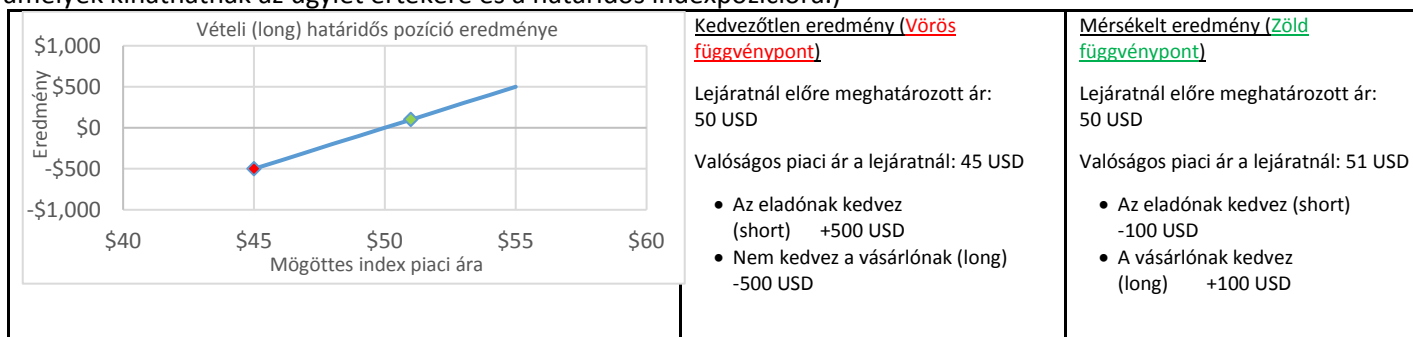 amelyek kihathatnak az ügylet értékére és a határidős indexpozícióra.)
Vételi (long) határidős pozíció eredménye
$1,000
$500
$0
-$500
-$1,000
Eredmény
$40 $45 $50 $55 $60
Mögöttes index piaci ára
Kedvezőtlen eredmény (Vörös
függvénypont)
Lejáratnál előre meghatározott ár:
50 USD
Valóságos piaci ár a lejáratnál: 45 USD
• Az eladónak kedvez
(short) +500 USD
• Nem kedvez a vásárlónak (long)
-500 USD
Mérsékelt eredmény (Zöld
függvénypont)
Lejáratnál előre meghatározott ár:
50 USD
Valóságos piaci ár a lejáratnál: 51 USD
• Az eladónak kedvez (short)
-100 USD
• A vásárlónak kedvez
(long) +100 USD